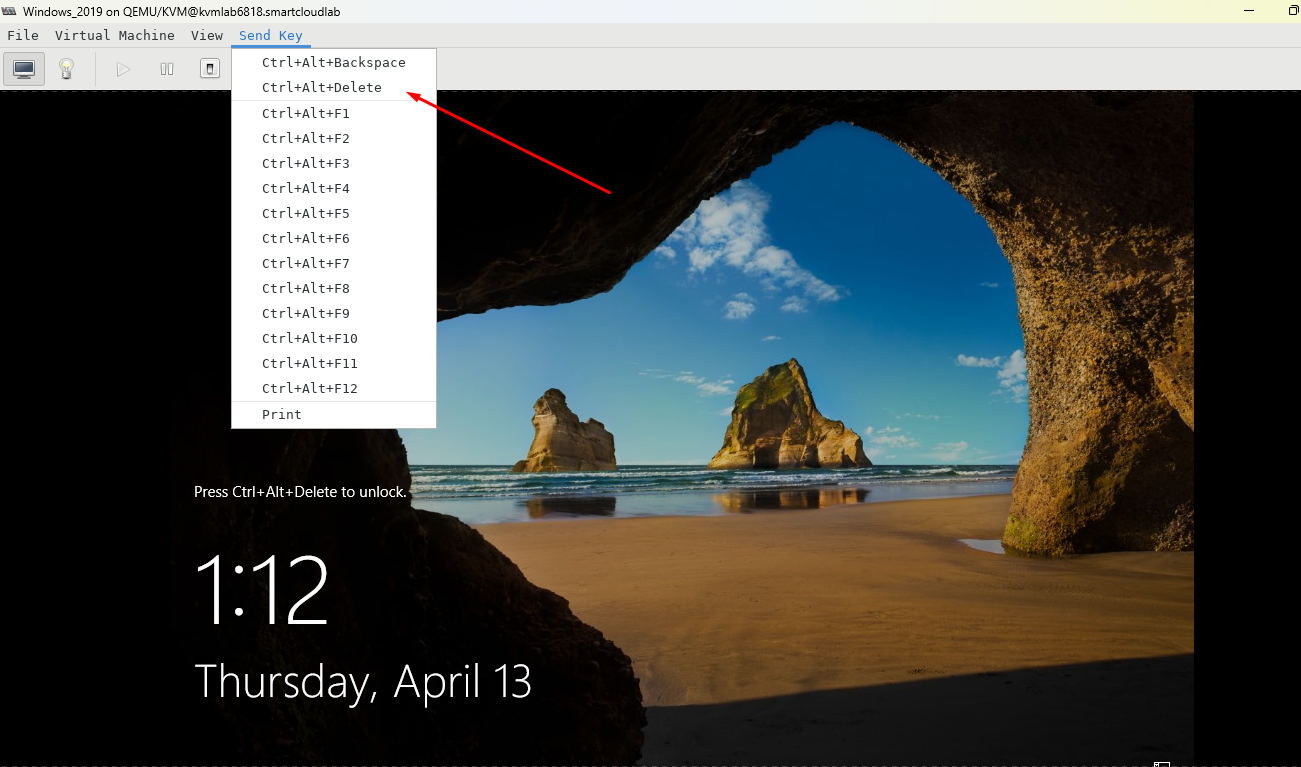 Windows_2019 on QEMU/KVM@kvmlab6818.smartcloudlab
File Virtual Machine View Send Key
Ctrl+Alt+Backspace
Ctrl+Alt+Delete
Ctrl+Alt+F1
Ctrl+Alt+F2
Ctrl+Alt+F3
Ctrl+Alt+F4
Ctrl+Alt+F5
Ctrl+Alt+F6
Ctrl+Alt+F7
Ctrl+Alt+F8
Ctrl+Alt+F9
Ctrl+Alt+F10
Ctrl+Alt+F11
Ctrl+Alt+F12
Print
Press Ctrl+Alt+Delete to unlock.
1:12
Thursday, April 13